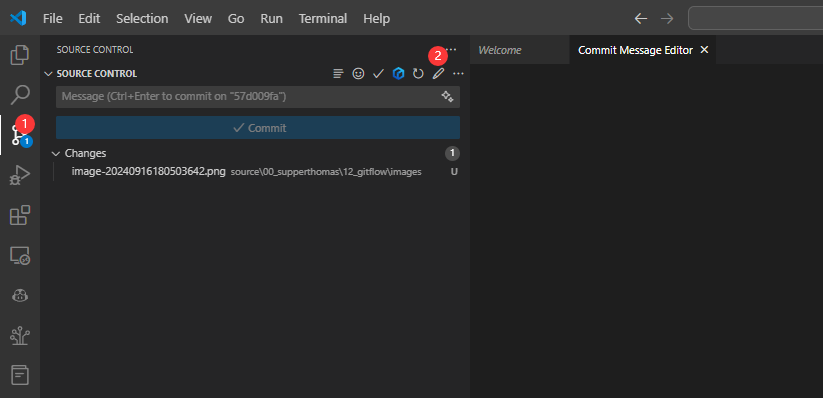 File Edit Selection View Go Run Terminal Help
SOURCE CONTROL
2
Welcome
Commit Message Editor
SOURCE CONTROL
Message (Ctrl+Enter to commit on "57d009fa")
1
1
Commit
Changes 1
image-20240916180503642.png source\00_supperthomas\12_gitflow\images U